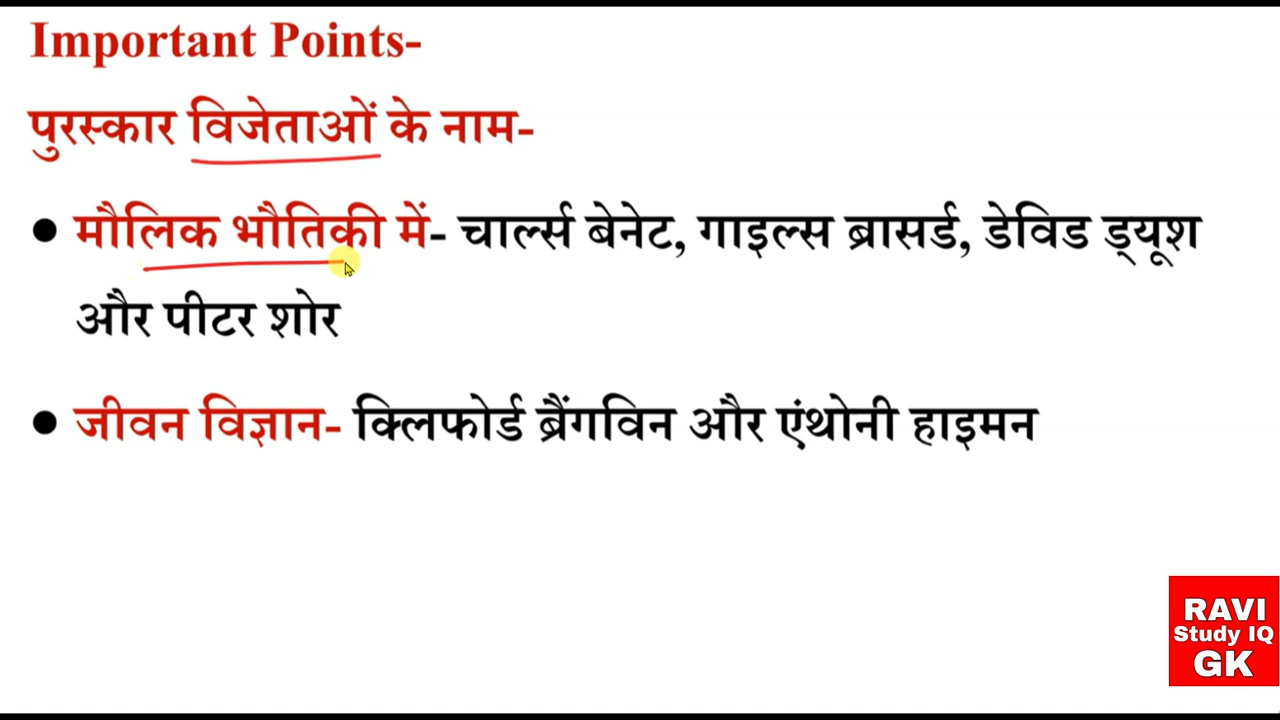 Important Points-
पुरस्कार विजेताओं के नाम-
● मौलिक भौतिकी में- चार्ल्स बेनेट, गाइल्स ब्रासर्ड, डेविड ड्यूश
और पीटर शोर
● जीवन विज्ञान- क्लिफोर्ड ब्रैंगविन और एंथोनी हाइमन
RAVI
Study IQ
GK